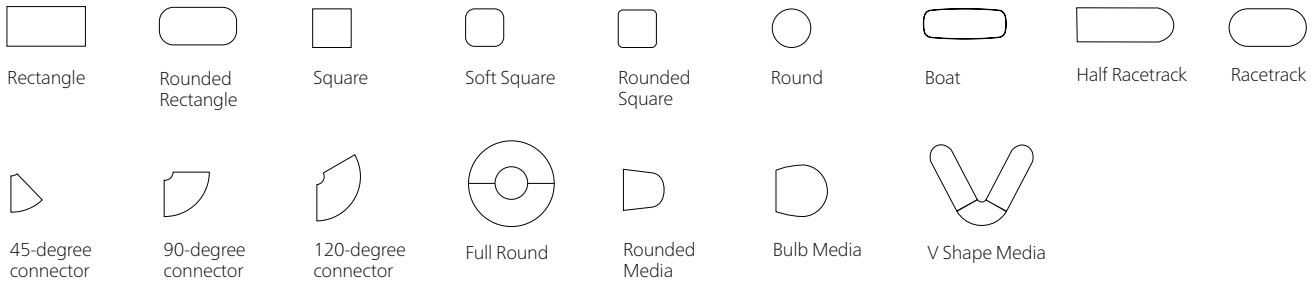 Rectangle
Rounded
Rectangle
Square
Soft Square
Rounded
Square
Round
Boat
Half Racetrack
Racetrack
45-degree
connector
90-degree
connector
120-degree
connector
Full Round
Rounded
Media
Bulb Media
V Shape Media